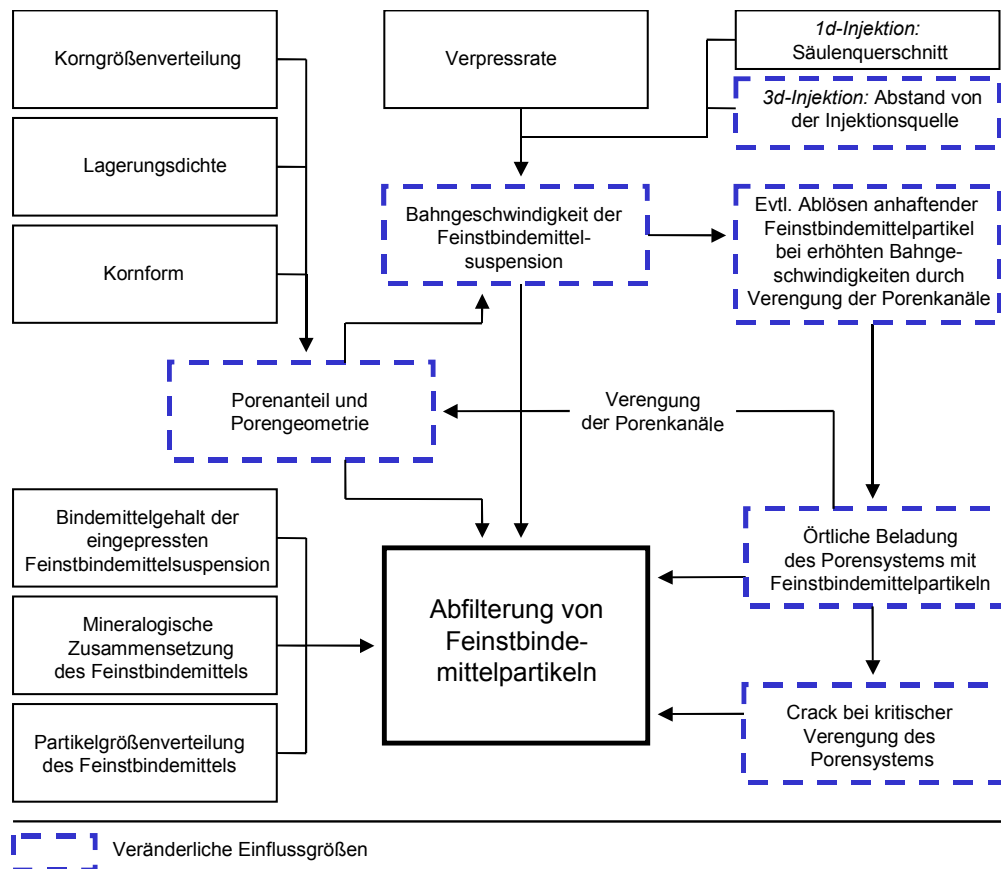 Korngrößenverteilung
Lagerungsdichte
Kornform
Verpressrate
1d-Injektion:
Säulenquerschnitt
3d-Injektion: Abstand von
der Injektionsquelle
Bahngeschwindigkeit der
Feinstbindemittel-
suspension
Evtl. Ablösen anhaftender
Feinstbindemittelpartikel
bei erhöhten Bahnge-
schwindigkeiten durch
Verengung der Porenkanäle
Porenanteil und
Porengeometrie
Verengung
der Porenkanäle
Bindemittelgehalt der
eingepressten
Feinstbindemittelsuspension
Mineralogische
Zusammensetzung
des Feinstbindemittels
Partikelgrößenverteilung
des Feinstbindemittels
Abfilterung von
Feinstbinde-
mittelpartikeln
Örtliche Beladung
des Porensystems mit
Feinstbindemittelpartikeln
Crack bei kritischer
Verengung des
Porensystems
Veränderliche Einflussgrößen